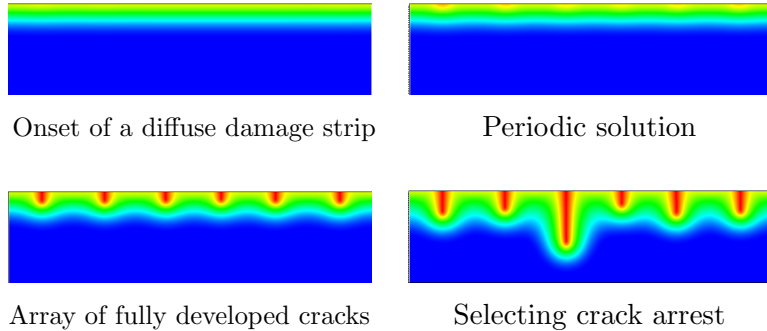 Onset of a diffuse damage strip
Periodic solution
Array of fully developed cracks
Selecting crack arrest